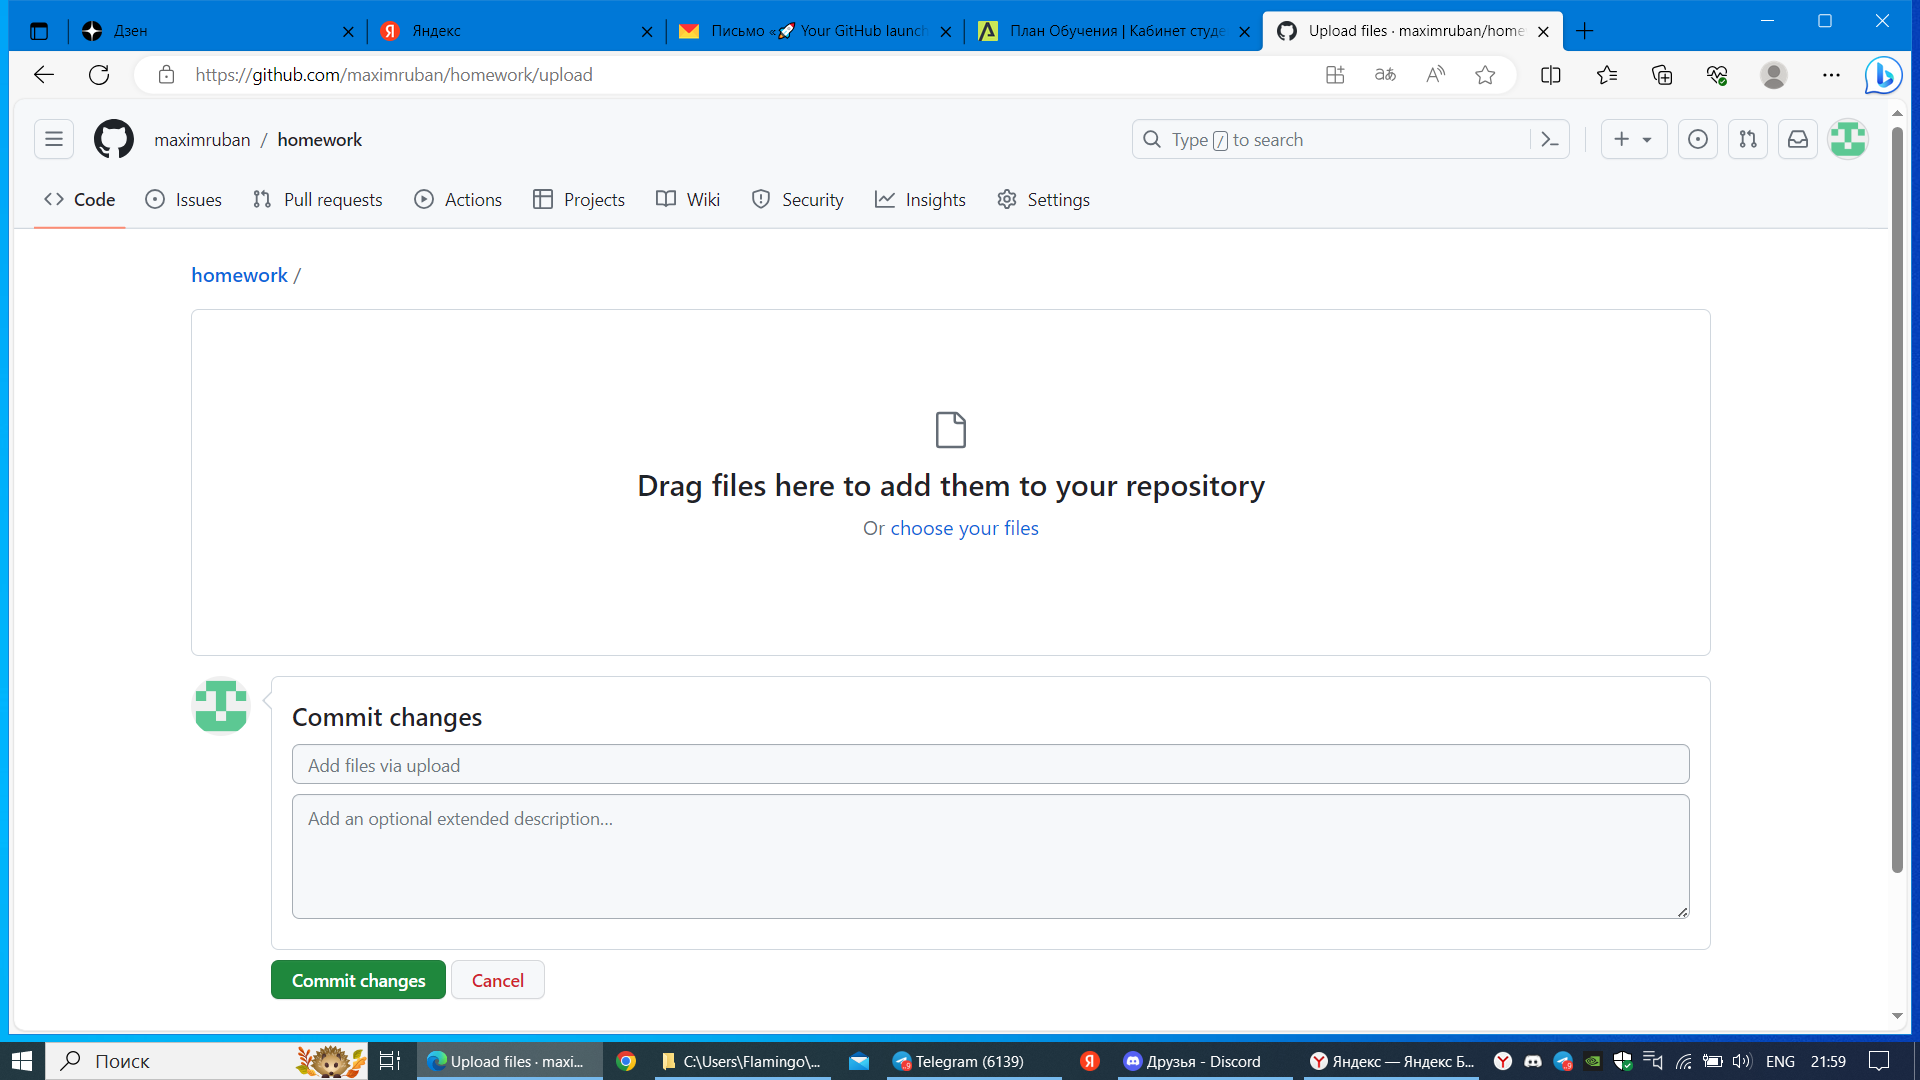 Дзен
Яндекс
Письмо «🚀 Your GitHub launch
План Обучения | Кабинет студе
Upload files · maximruban/home
https://github.com/maximruban/homework/upload
maximruban / homework
Type / to search
Code
Issues
Pull requests
Actions
Projects
Wiki
Security
Insights
Settings
homework /
Drag files here to add them to your repository
Or choose your files
Commit changes
Add files via upload
Add an optional extended description...
Commit changes
Cancel
Поиск
Upload files · maxi...
C:\Users\Flamingo\...
Telegram (6139)
Друзья - Discord
Яндекс — Яндекс Б...
ENG
21:59